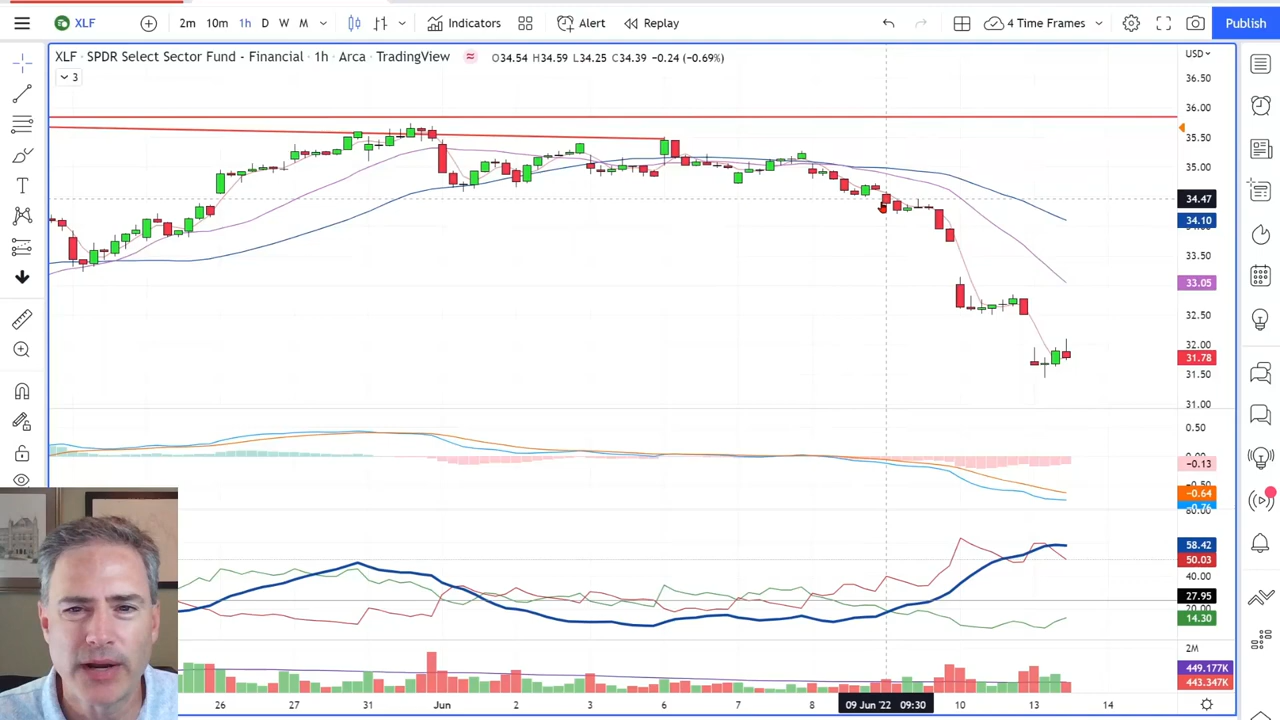 XLF
2m 10m 1h D W M
Indicators
Alert
Replay
4 Time Frames
Publish
XLF · SPDR Select Sector Fund - Financial · 1h · Arca · TradingView
O34.54 H34.59 L34.25 C34.39 −0.24 (−0.69%)
USD
3
36.50
36.00
35.50
35.00
34.47
34.10
33.50
33.05
32.50
32.00
31.78
31.50
31.00
0.50
−0.13
−0.64
−0.76
58.42
50.03
40.00
27.95
14.30
2M
449.177K
443.347K
26 27 31 Jun 2 3 6 7 8 09 Jun '22 09:30 10 13 14